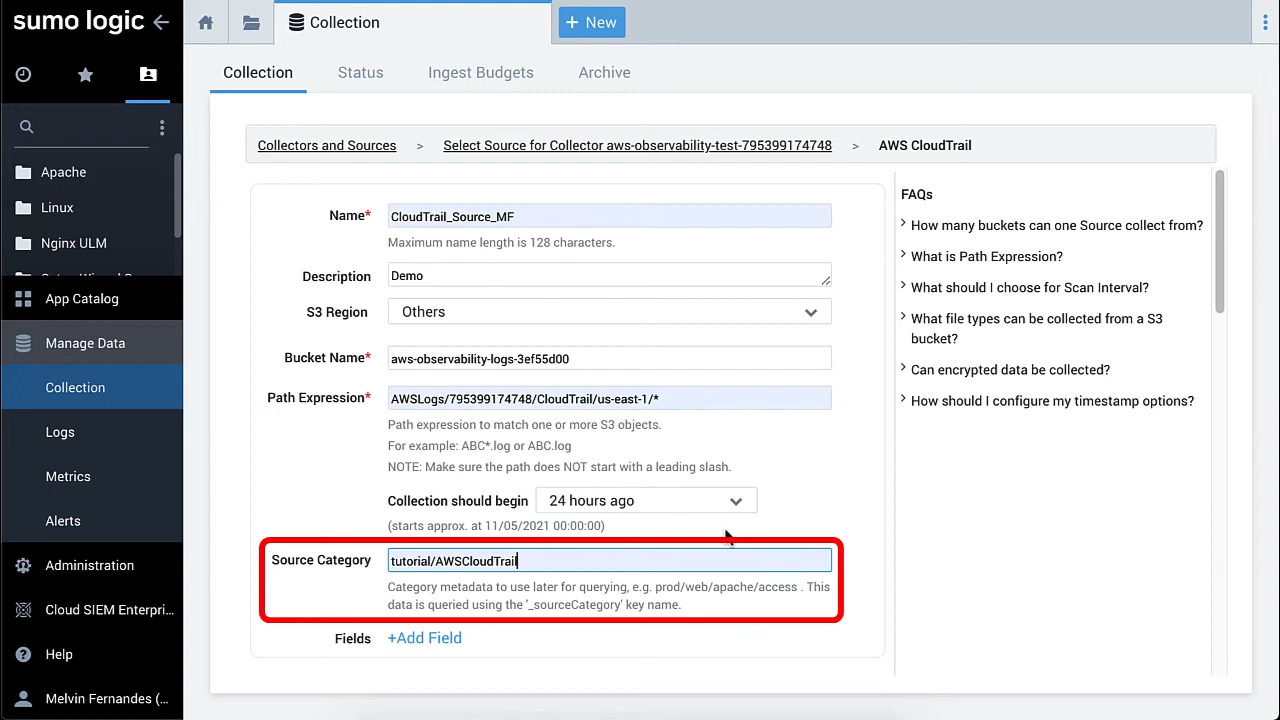 sumo logic
Collection
+ New
Collection
Status
Ingest Budgets
Archive
Apache
Linux
Nginx ULM
App Catalog
Manage Data
Collection
Logs
Metrics
Alerts
Administration
Cloud SIEM Enterpri...
Help
Melvin Fernandes (...
Collectors and Sources > Select Source for Collector aws-observability-test-795399174748 > AWS CloudTrail
Name* CloudTrail_Source_MF
Maximum name length is 128 characters.
Description Demo
S3 Region Others
Bucket Name* aws-observability-logs-3ef55d00
Path Expression* AWSLogs/795399174748/CloudTrail/us-east-1/*
Path expression to match one or more S3 objects.
For example: ABC*.log or ABC.log
NOTE: Make sure the path does NOT start with a leading slash.
Collection should begin 24 hours ago
(starts approx. at 11/05/2021 00:00:00)
Source Category tutorial/AWSCloudTrail
Category metadata to use later for querying, e.g. prod/web/apache/access . This
data is queried using the '_sourceCategory' key name.
Fields +Add Field
FAQs
How many buckets can one Source collect from?
What is Path Expression?
What should I choose for Scan Interval?
What file types can be collected from a S3
bucket?
Can encrypted data be collected?
How should I configure my timestamp options?